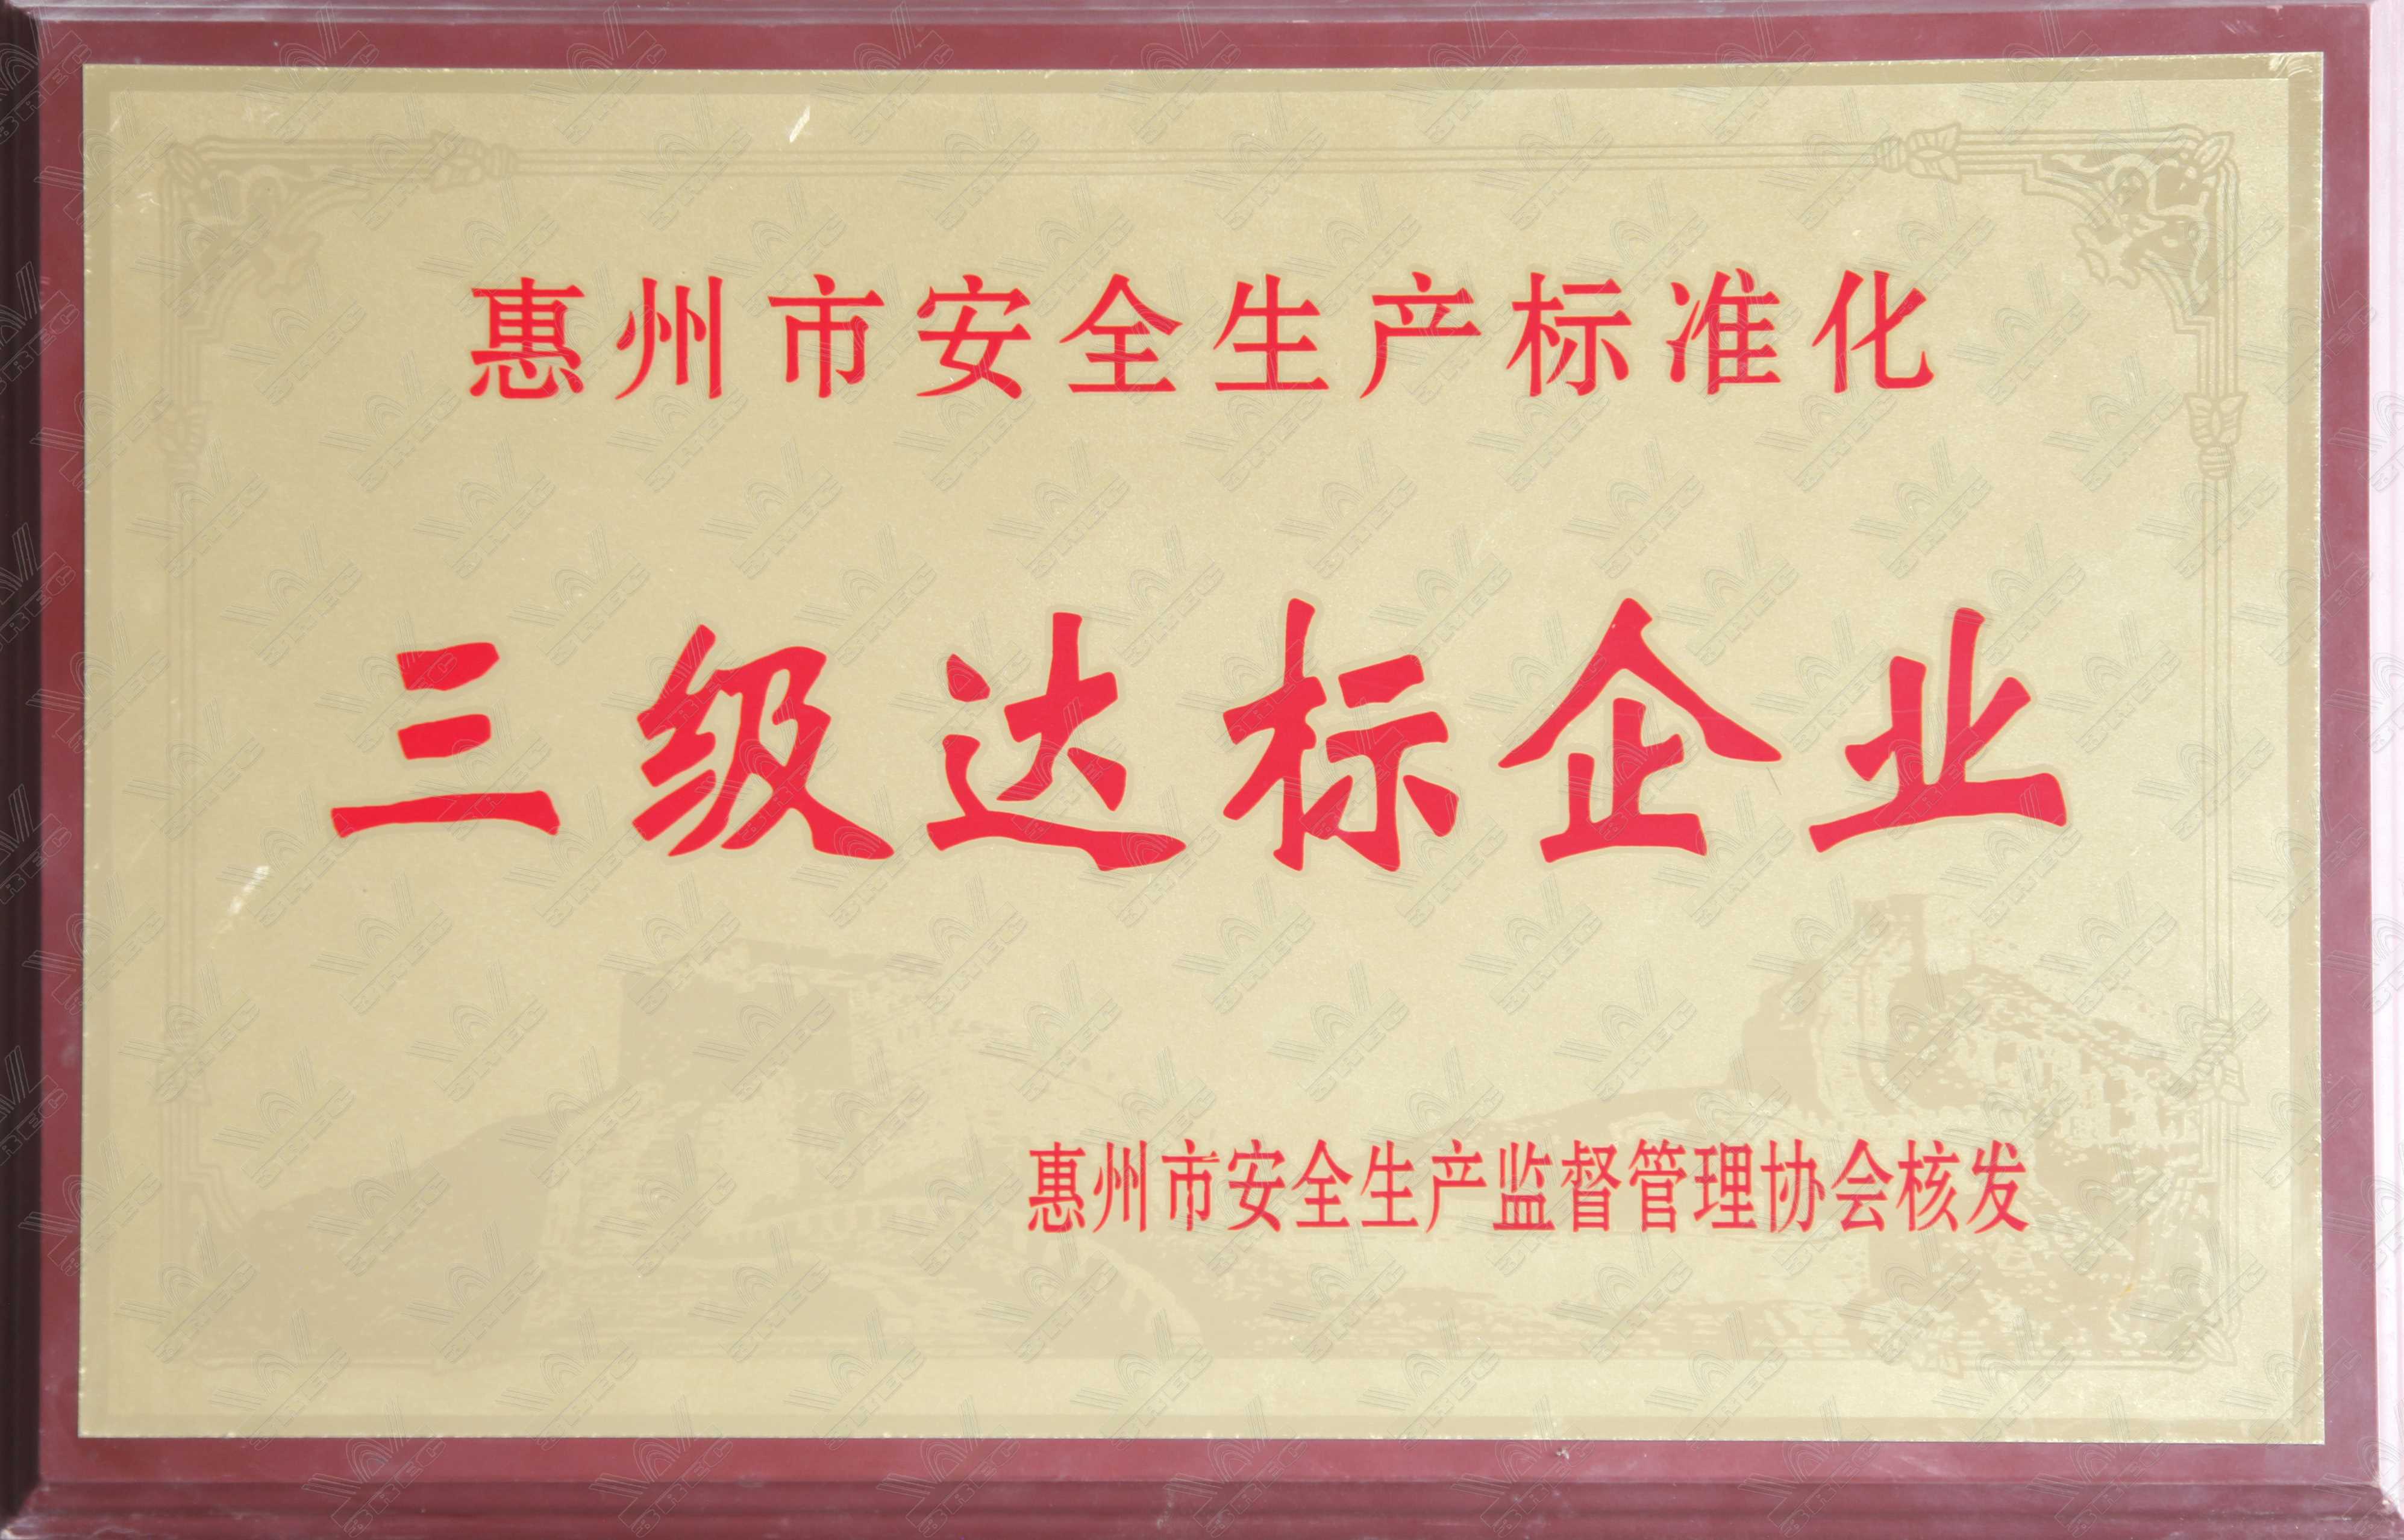 惠州市安全生产标准化
三级达标企业
惠州市安全生产监督管理协会核发